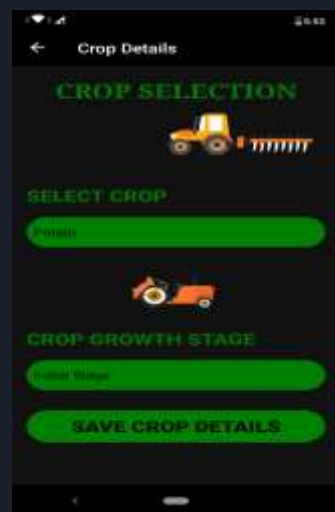 Crop Details
CROP SELECTION
SELECT CROP
Potato
CROP GROWTH STAGE
Initial Stage
SAVE CROP DETAILS